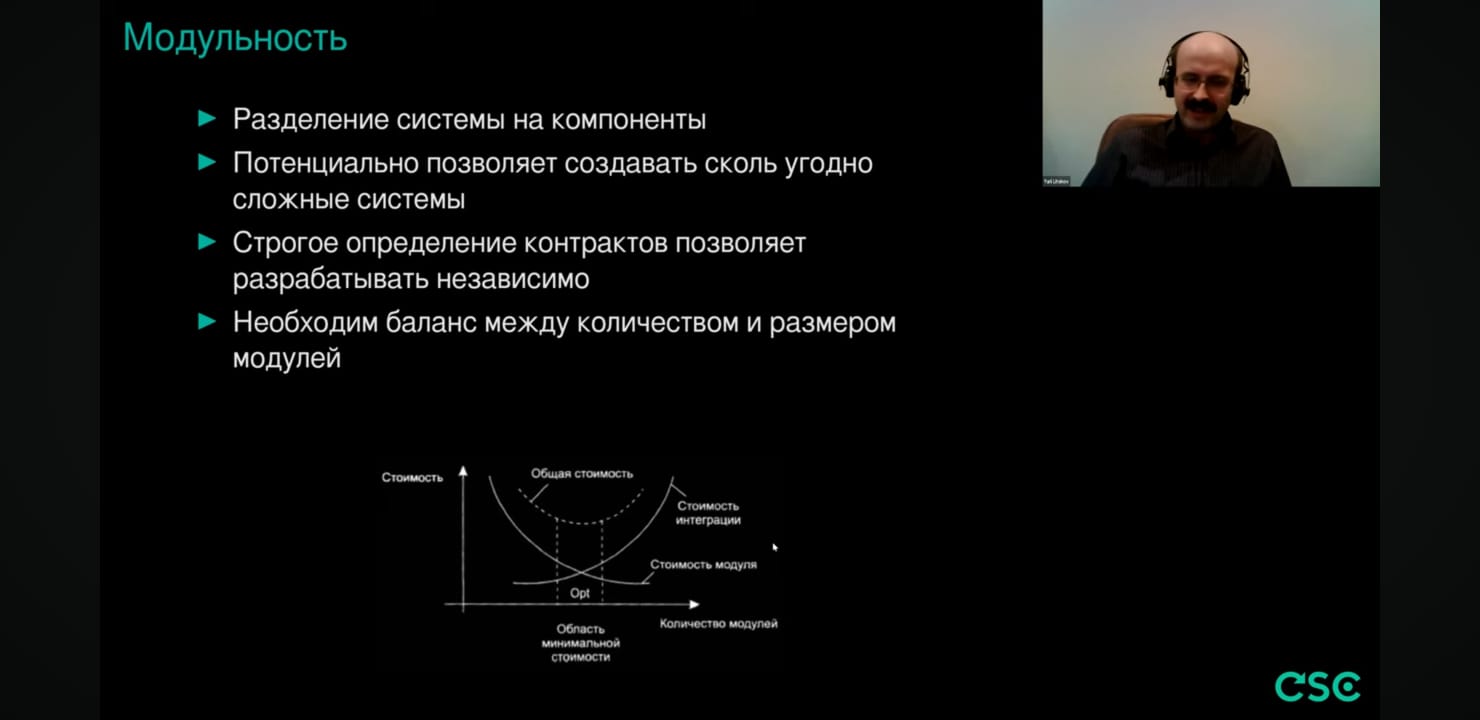 Модульность
Разделение системы на компоненты
Потенциально позволяет создавать сколь угодно
сложные системы
Строгое определение контрактов позволяет
разрабатывать независимо
Необходим баланс между количеством и размером
модулей
Стоимость
Общая стоимость
Стоимость
интеграции
Стоимость модуля
Opt
Количество модулей
Область
минимальной
стоимости
CSC